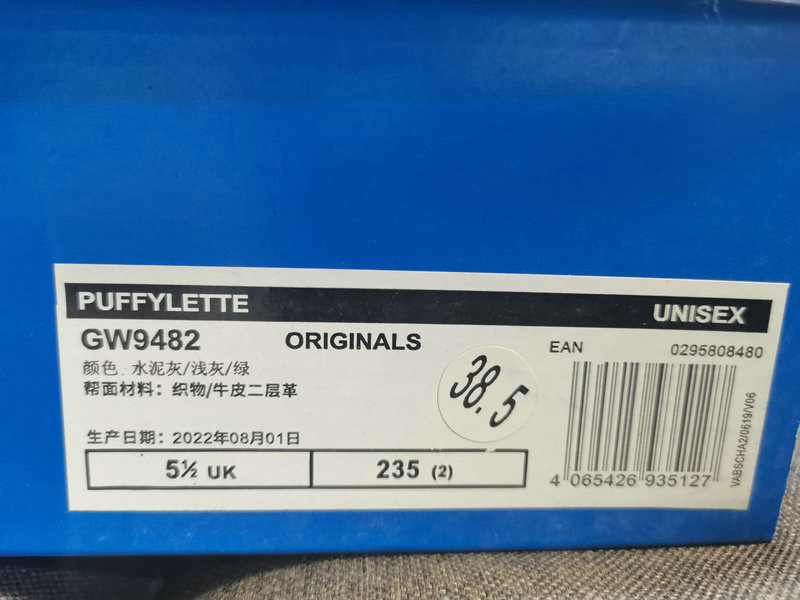 PUFFYLETTE
UNISEX
GW9482
ORIGINALS
EAN
0295808480
颜色:水泥灰/浅灰/绿
帮面材料：织物/牛皮二层革
38.5
生产日期：2022年08月01日
5½ UK
235 (2)
4 065426 935127
VABSCHA2/0619/V06